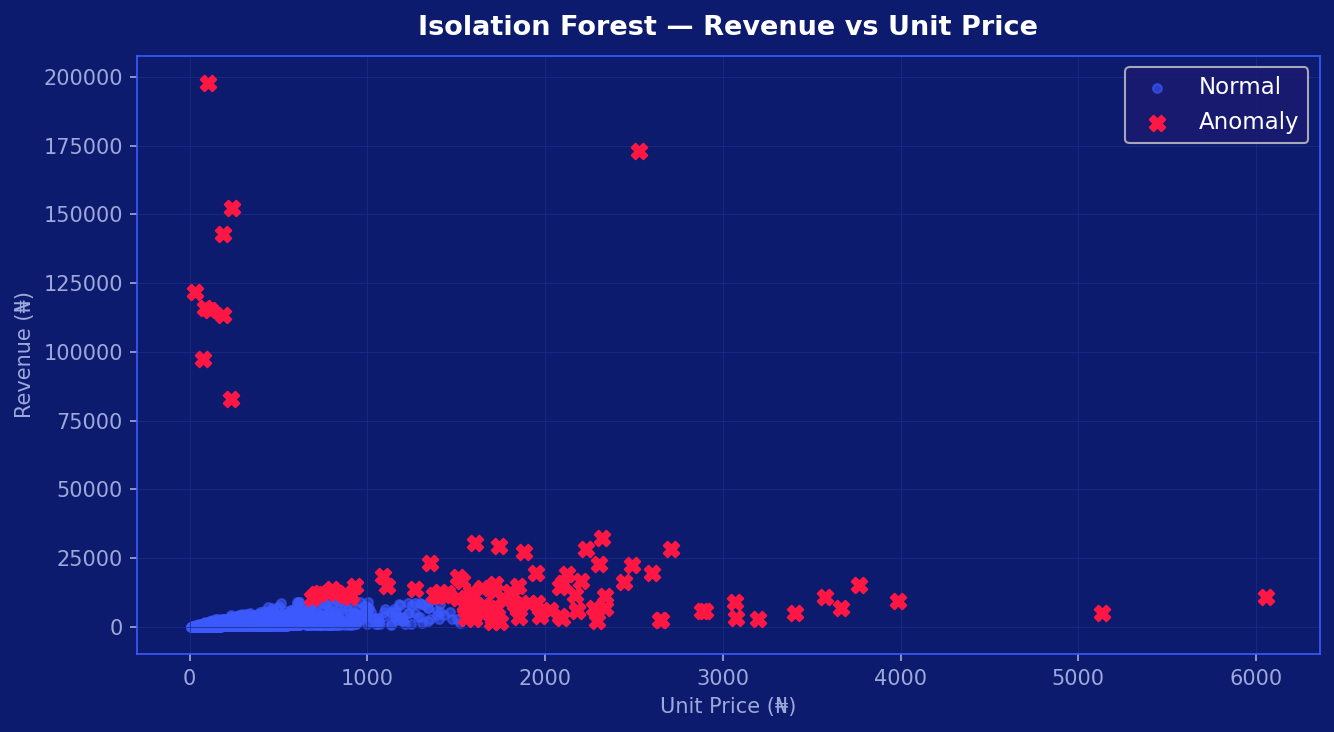 Isolation Forest — Revenue vs Unit Price
Normal
Anomaly
Revenue (₦)
200000
175000
150000
125000
100000
75000
50000
25000
0
0 1000 2000 3000 4000 5000 6000
Unit Price (₦)